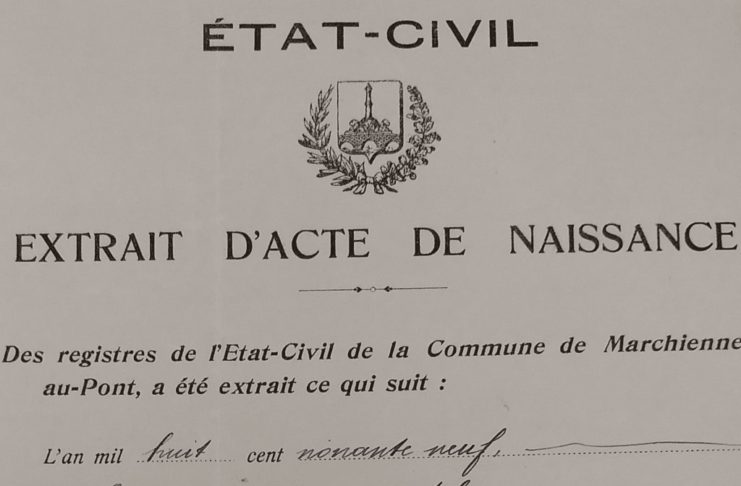 ÉTAT-CIVIL
EXTRAIT D'ACTE DE NAISSANCE
Des registres de l'Etat-Civil de la Commune de Marchienne
au-Pont, a été extrait ce qui suit :
L'an mil huit cent nonante neuf,